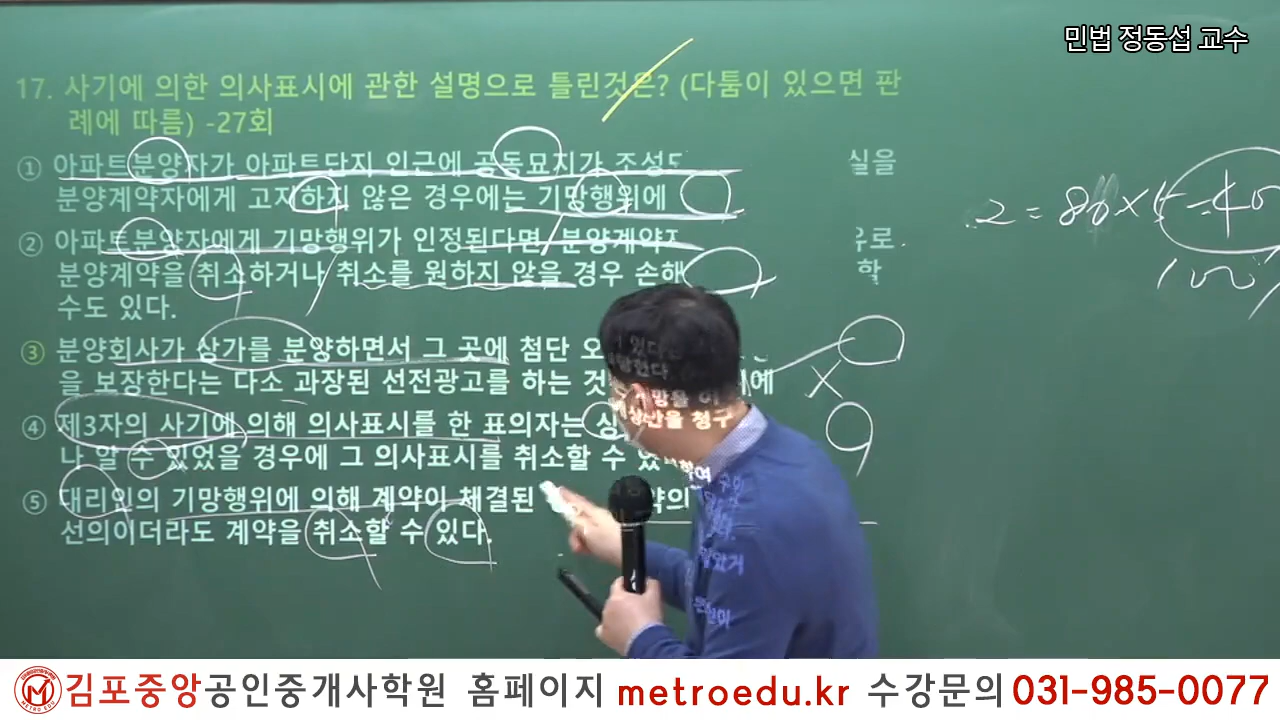 민법 정동섭 교수
17. 사기에 의한 의사표시에 관한 설명으로 틀린것은? (다툼이 있으면 판
례에 따름) -27회
① 아파트분양자가 아파트단지 인근에 공동묘지가 조성되 실을
분양계약자에게 고지하지 않은 경우에는 기망행위에
② 아파트분양자에게 기망행위가 인정된다면, 분양계약자 유로
분양계약을 취소하거나 취소를 원하지 않을 경우 손해 할
수도 있다.
③ 분양회사가 상가를 분양하면서 그 곳에 첨단 오
을 보장한다는 다소 과장된 선전광고를 하는 것
④ 제3자의 사기에 의해 의사표시를 한 표의자는
나 알 수 있었을 경우에 그 의사표시를 취소할 수
⑤ 대리인의 기망행위에 의해 계약이 체결된 약의
선의이더라도 계약을 취소할 수 있다.
METRO EDU
김포중앙공인중개사학원 홈페이지 metroedu.kr 수강문의 031-985-0077